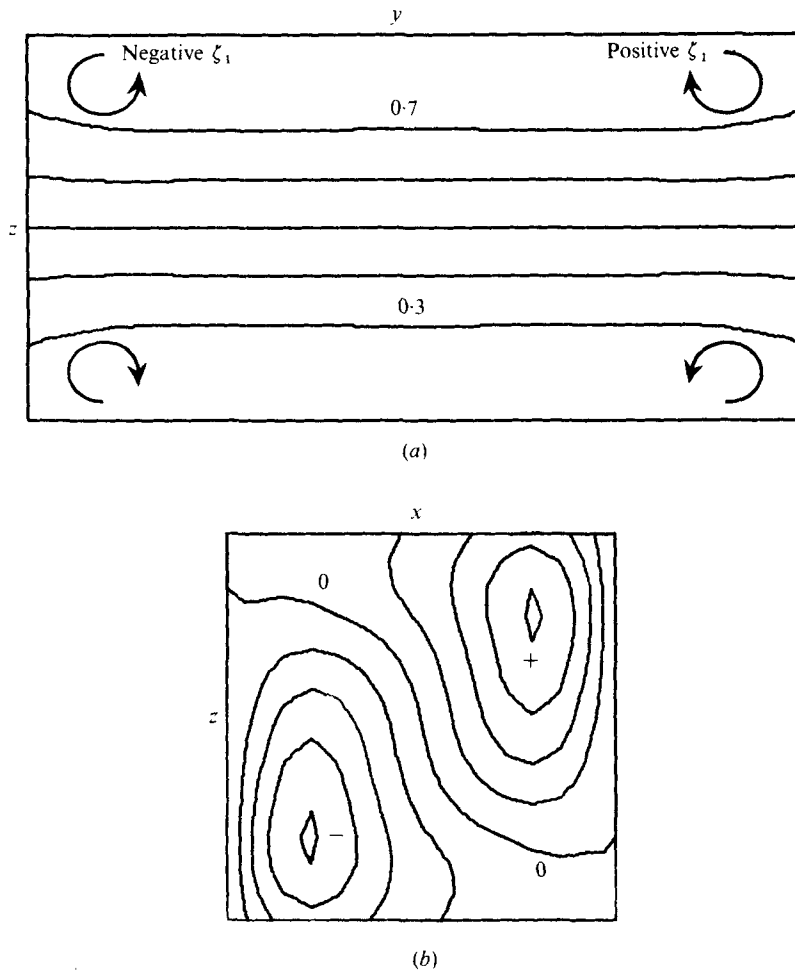 y
Negative ζ₁ Positive ζ₁
0·7
z
0·3
(a)
x
0
+
z
−
0
(b)